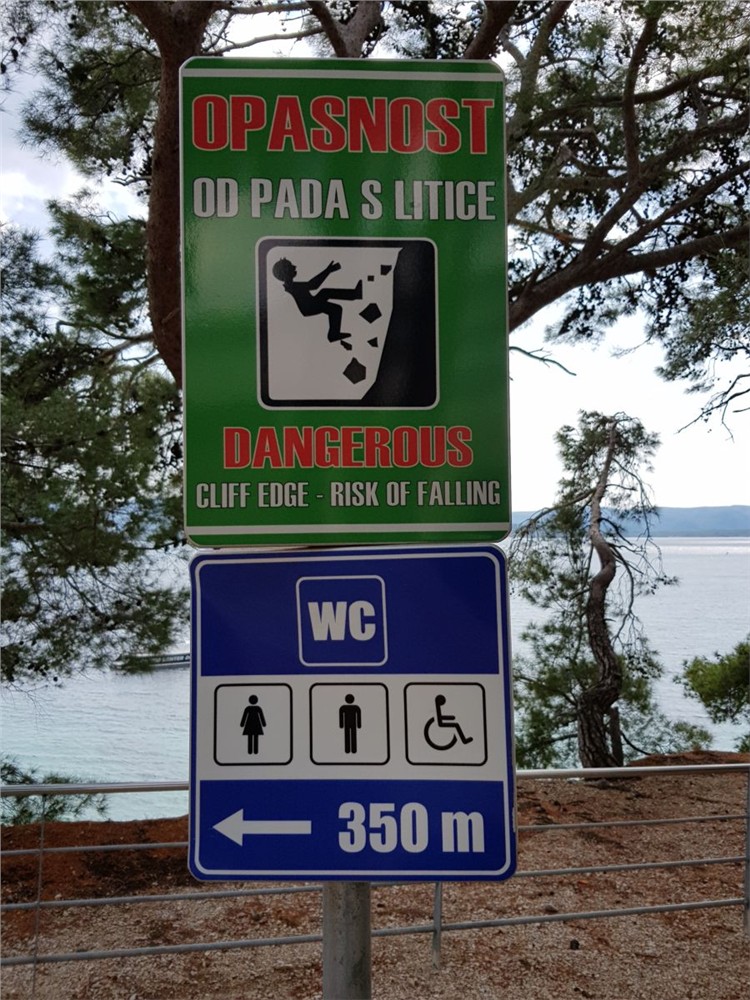 OPASNOST
OD PADA S LITICE
DANGEROUS
CLIFF EDGE - RISK OF FALLING
WC
350 m